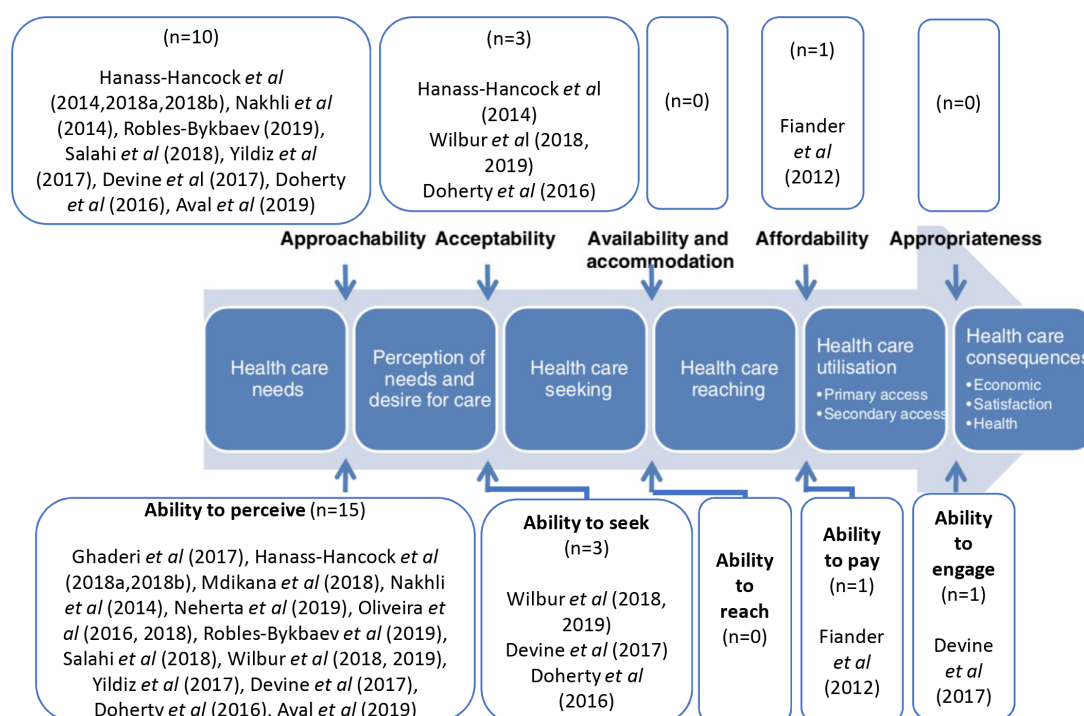 (n=10)
Hanass-Hancock et al
(2014,2018a,2018b), Nakhli et al
(2014), Robles-Bykbaev (2019),
Salahi et al (2018), Yildiz et al
(2017), Devine et al (2017), Doherty
et al (2016), Aval et al (2019)
(n=3)
Hanass-Hancock et al
(2014)
Wilbur et al (2018,
2019)
Doherty et al (2016)
(n=0)
(n=1)
Fiander
et al
(2012)
(n=0)
Approachability
Acceptability
Availability and
accommodation
Affordability
Appropriateness
Health care
needs
Perception of
needs and
desire for care
Health care
seeking
Health care
reaching
Health care
utilisation
• Primary access
• Secondary access
Health care
consequences
• Economic
• Satisfaction
• Health
Ability to perceive (n=15)
Ghaderi et al (2017), Hanass-Hancock et al
(2018a,2018b), Mdikana et al (2018), Nakhli
et al (2014), Neherta et al (2019), Oliveira et
al (2016, 2018), Robles-Bykbaev et al (2019),
Salahi et al (2018), Wilbur et al (2018, 2019),
Yildiz et al (2017), Devine et al (2017),
Doherty et al (2016), Aval et al (2019)
Ability to seek
(n=3)
Wilbur et al (2018,
2019)
Devine et al (2017)
Doherty et al
(2016)
Ability
to
reach
(n=0)
Ability
to pay
(n=1)
Fiander
et al
(2012)
Ability
to
engage
(n=1)
Devine
et al
(2017)